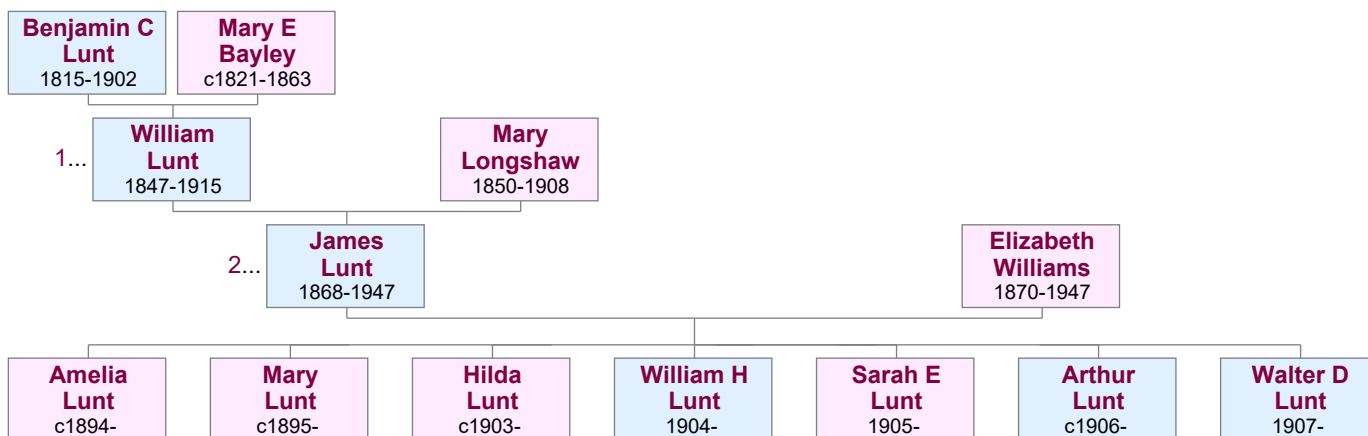 Benjamin C
Lunt
1815-1902
Mary E
Bayley
c1821-1863
1...
William
Lunt
1847-1915
Mary
Longshaw
1850-1908
2...
James
Lunt
1868-1947
Elizabeth
Williams
1870-1947
Amelia
Lunt
c1894-
Mary
Lunt
c1895-
Hilda
Lunt
c1903-
William H
Lunt
1904-
Sarah E
Lunt
1905-
Arthur
Lunt
c1906-
Walter D
Lunt
1907-